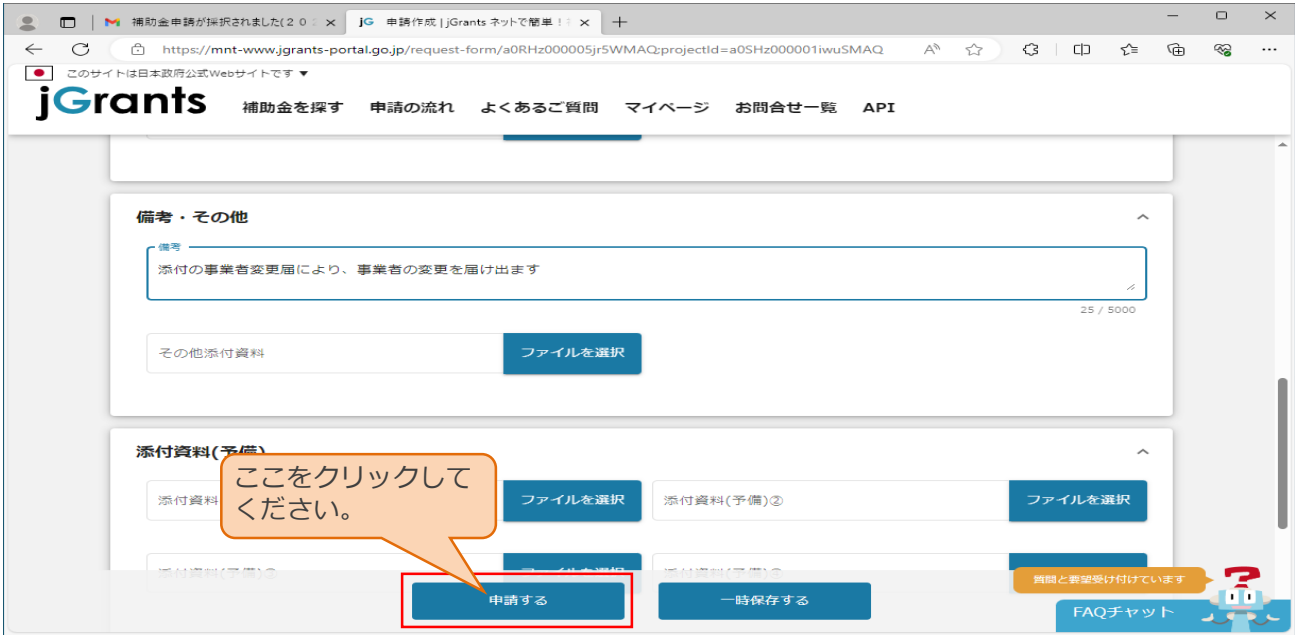 補助金申請が採択されました(２０
jG 申請作成 | jGrants ネットで簡単！
https://mnt-www.jgrants-portal.go.jp/request-form/a0RHz000005jr5WMAQ:projectId=a0SHz000001iwuSMAQ
このサイトは日本政府公式Webサイトです ▼
jGrants 補助金を探す 申請の流れ よくあるご質問 マイページ お問合せ一覧 API
備考・その他
備考
添付の事業者変更届により、事業者の変更を届け出ます
25 / 5000
その他添付資料 ファイルを選択
添付資料(予備)
ここをクリックして
ください。
添付資料 ファイルを選択 添付資料(予備)② ファイルを選択
申請する 一時保存する
質問と要望受け付けています
FAQチャット